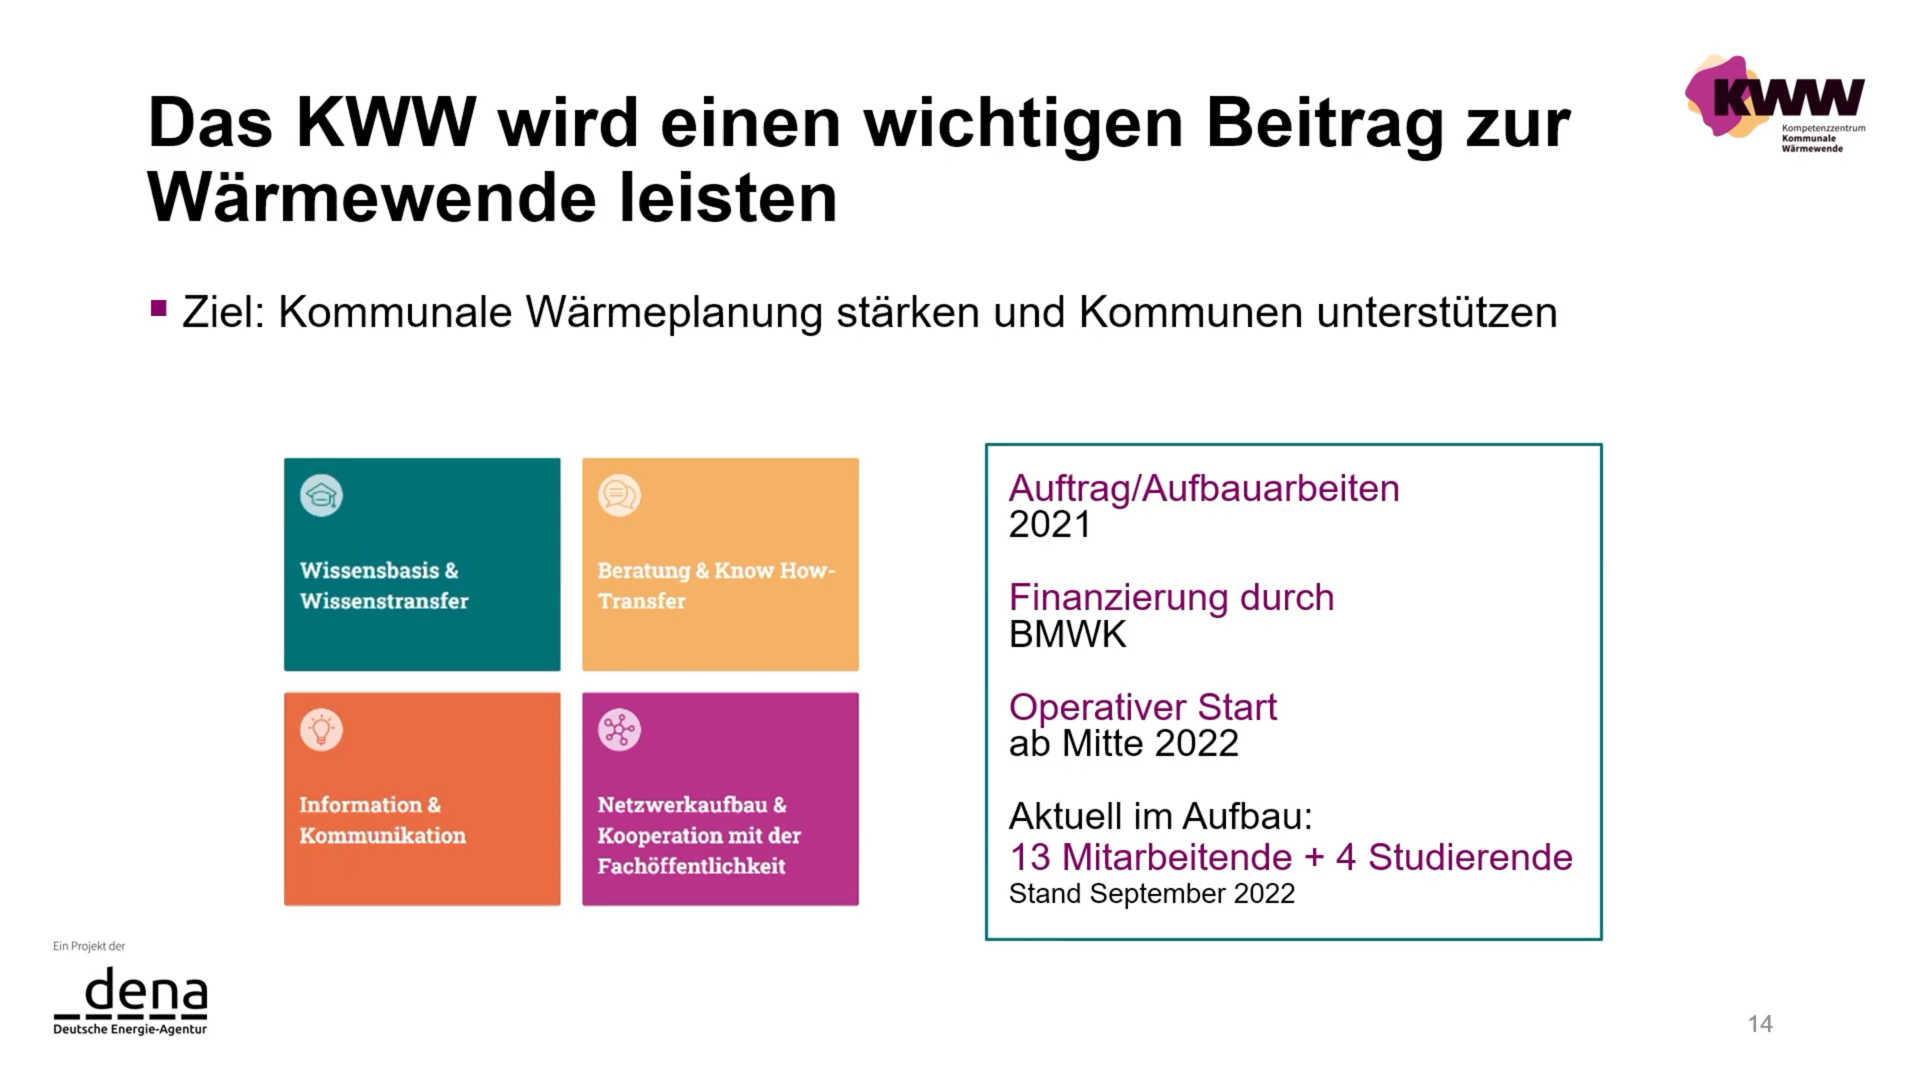 Das KWW wird einen wichtigen Beitrag zur
Wärmewende leisten
KWW
Kompetenzzentrum
Kommunale
Wärmewende
Ziel: Kommunale Wärmeplanung stärken und Kommunen unterstützen
Wissensbasis &
Wissenstransfer
Beratung & Know How-
Transfer
Information &
Kommunikation
Netzwerkaufbau &
Kooperation mit der
Fachöffentlichkeit
Auftrag/Aufbauarbeiten
2021
Finanzierung durch
BMWK
Operativer Start
ab Mitte 2022
Aktuell im Aufbau:
13 Mitarbeitende + 4 Studierende
Stand September 2022
Ein Projekt der
dena
Deutsche Energie-Agentur
14